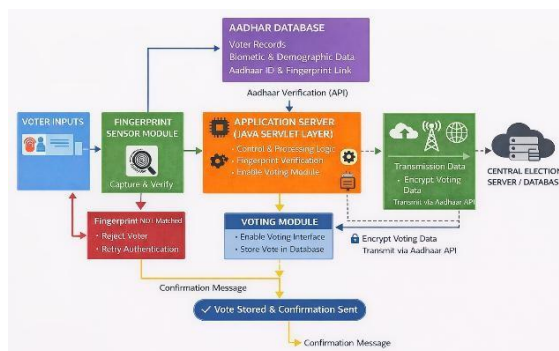 AADHAR DATABASE
Voter Records
Biometic & Demographic Data
Aadhaar ID & Fingerprint Link
Aadhaar Verification (API)
VOTER INPUTS
FINGERPRINT
SENSOR MODULE
Capture & Verify
APPLICATION SERVER
(JAVA SERVLET LAYER)
• Control & Processing Logic
• Fingerprint Verification
• Enable Voting Module
Transmission Data
• Encrypt Voting
Data
Transmit via Aadhaar API
CENTRAL ELECTION
SERVER / DATABAS
Fingerprint NOT Matched
• Reject Voter
• Retry Authentication
VOTING MODULE
• Enable Voting Interface
• Store Vote in Database
Encrypt Voting Data
Transmit via Aadhaar API
Confirmation Message
✓ Vote Stored & Confirmation Sent
Confirmation Message